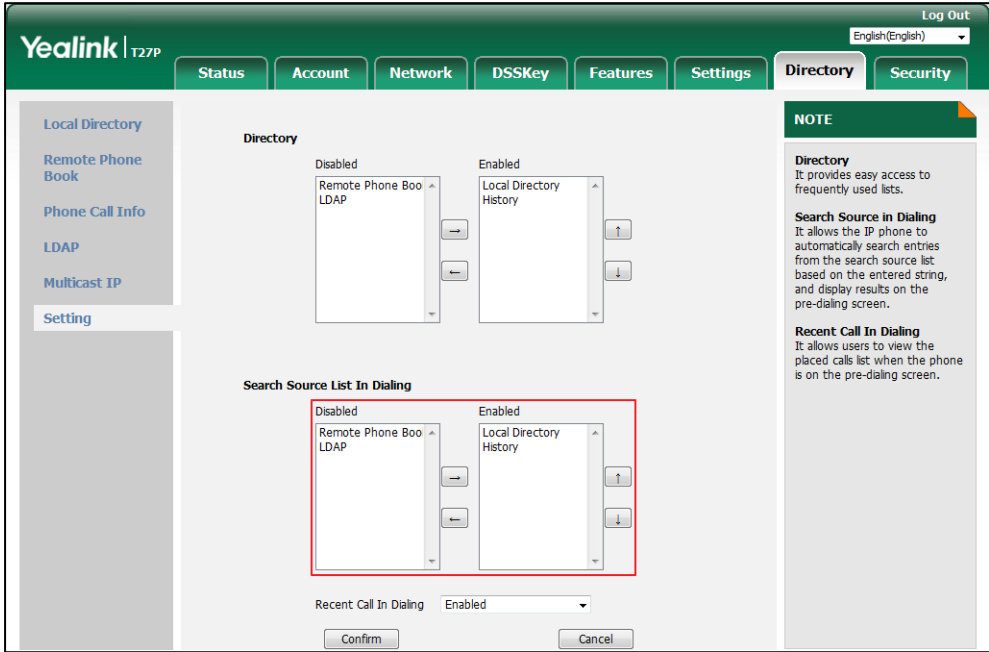 Log Out
English(English)
Yealink T27P
Status
Account
Network
DSSKey
Features
Settings
Directory
Security
Local Directory
Remote Phone
Book
Phone Call Info
LDAP
Multicast IP
Setting
Directory
Disabled
Enabled
Remote Phone Boo
LDAP
Local Directory
History
→
←
↑
↓
Search Source List In Dialing
Disabled
Enabled
Remote Phone Boo
LDAP
Local Directory
History
→
←
↑
↓
Recent Call In Dialing
Enabled
Confirm
Cancel
NOTE
Directory
It provides easy access to
frequently used lists.
Search Source in Dialing
It allows the IP phone to
automatically search entries
from the search source list
based on the entered string,
and display results on the
pre-dialing screen.
Recent Call In Dialing
It allows users to view the
placed calls list when the phone
is on the pre-dialing screen.